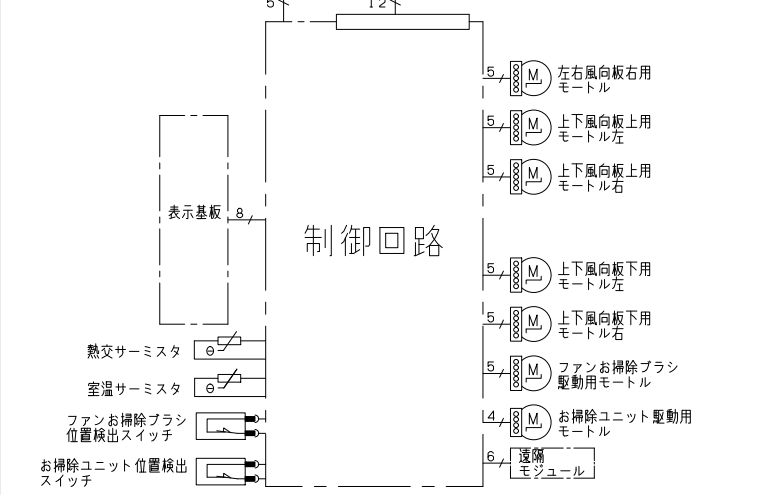 5
12
5
左右風向板右用
モートル
5
上下風向板上用
モートル左
5
上下風向板上用
モートル右
表示基板
8
制御回路
5
上下風向板下用
モートル左
5
上下風向板下用
モートル右
熱交サーミスタ
θ
5
ファンお掃除ブラシ
駆動用モートル
室温サーミスタ
θ
ファンお掃除ブラシ
位置検出スイッチ
4
お掃除ユニット駆動用
モートル
お掃除ユニット位置検出
スイッチ
6
遠隔
モジュール
M
M
M
M
M
M
M